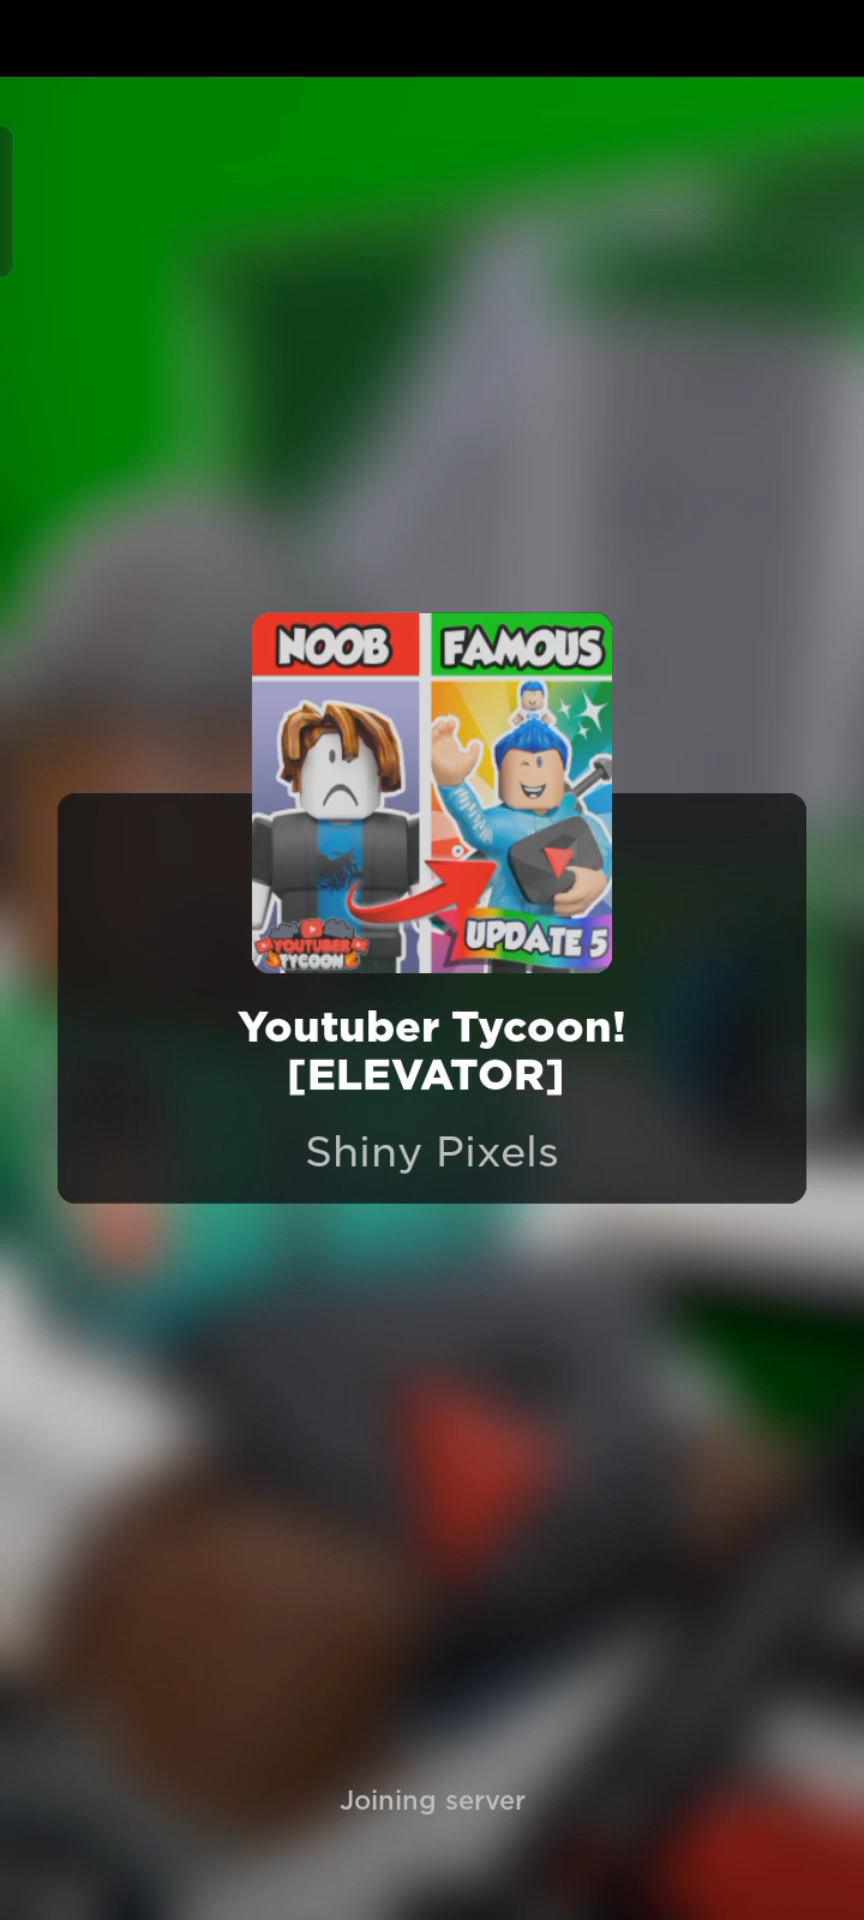 NOOB
FAMOUS
YOUTUBER
TYCOON
UPDATE 5
Youtuber Tycoon!
[ELEVATOR]
Shiny Pixels
Joining server